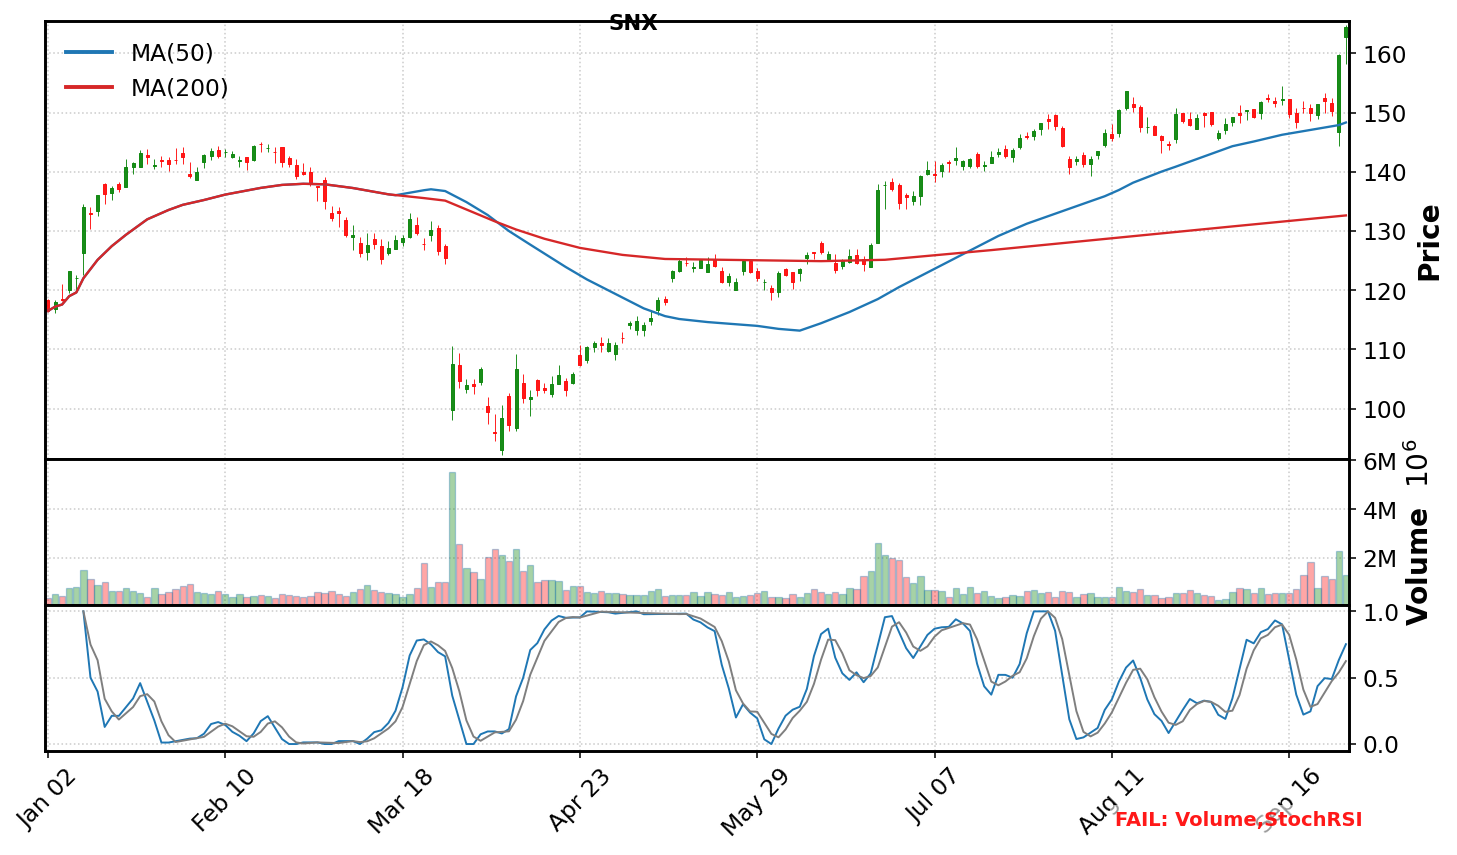 SNX
MA(50)
MA(200)
160
150
140
130
120
110
100
Price
6M
4M
2M
Volume 10^6
1.0
0.5
0.0
Jan 02
Feb 10
Mar 18
Apr 23
May 29
Jul 07
Aug 11
Sep 16
FAIL: Volume,StochRSI